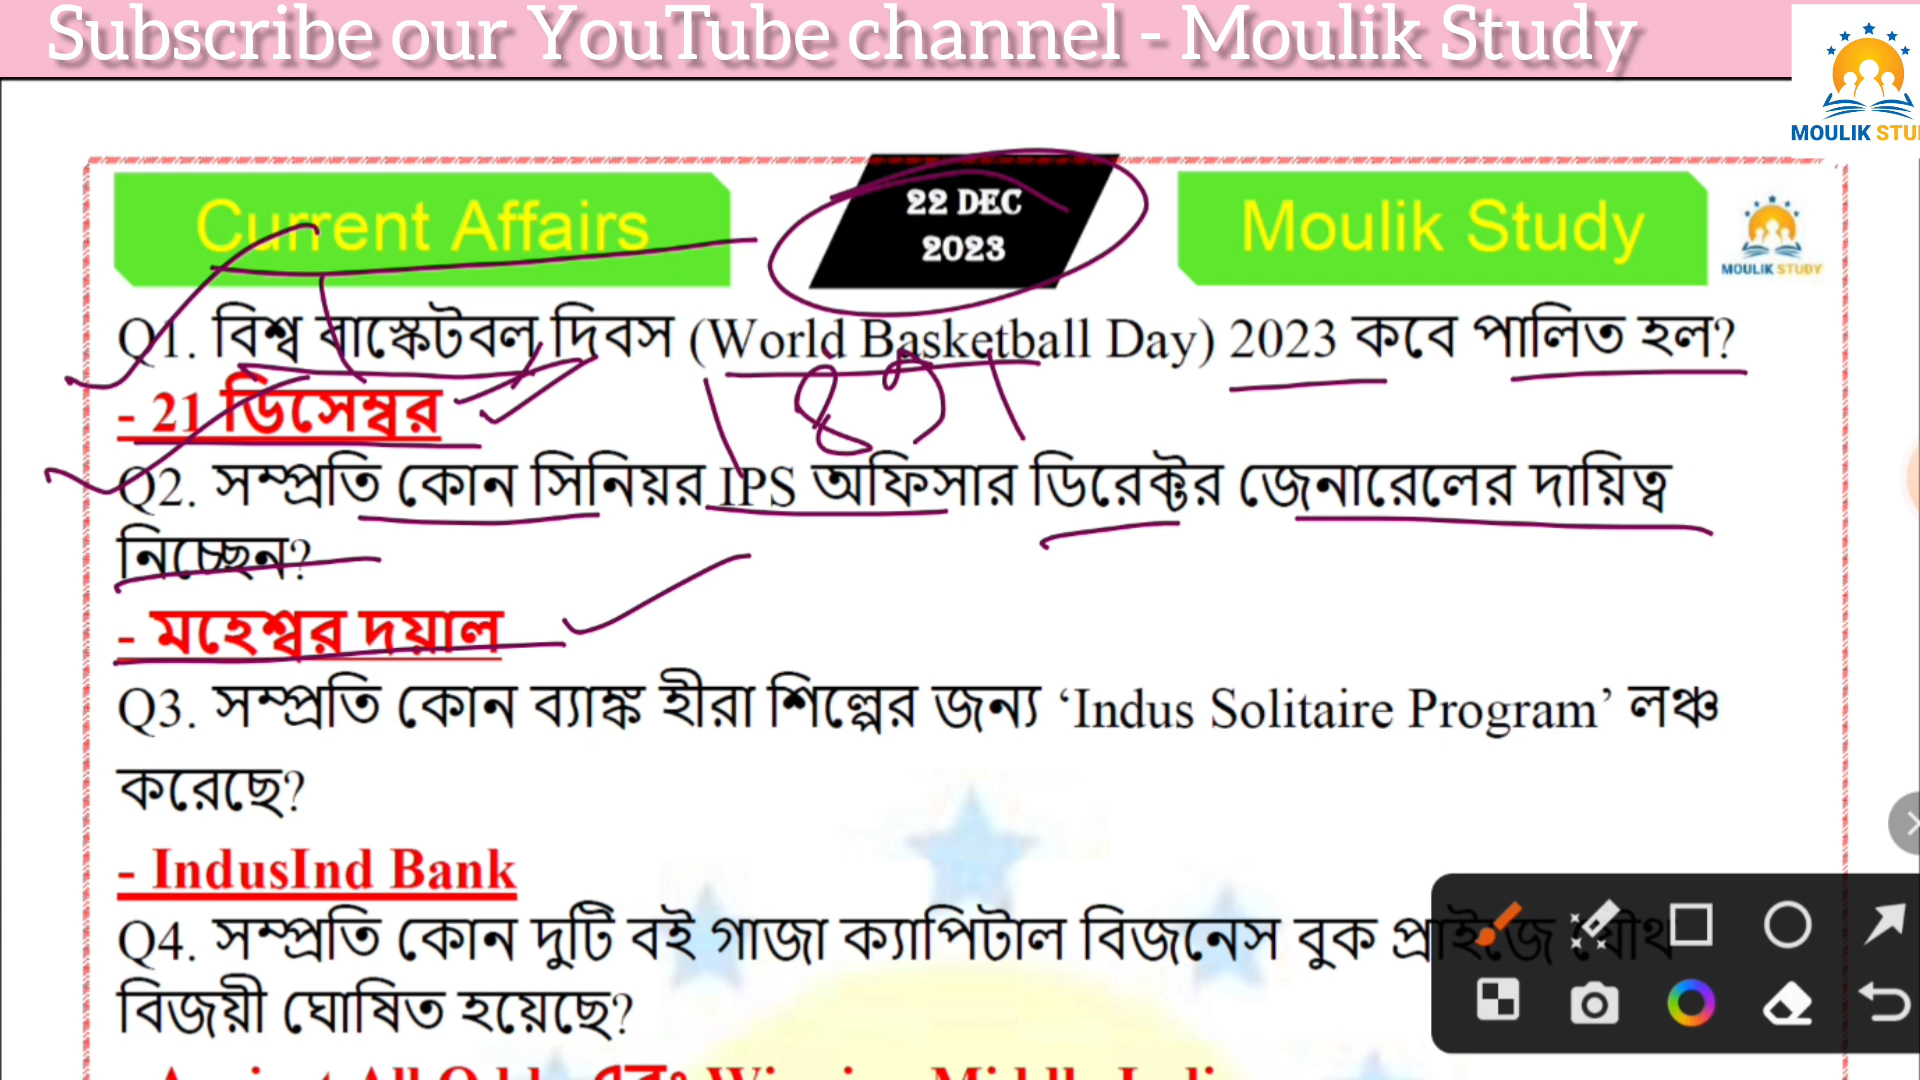 Subscribe our YouTube channel - Moulik Study
MOULIK STU
Current Affairs
22 DEC
2023
Moulik Study
MOULIK STUDY
Q1. বিশ্ব বাস্কেটবল দিবস (World Basketball Day) 2023 কবে পালিত হল?
- 21 ডিসেম্বর
1891
Q2. সম্প্রতি কোন সিনিয়র IPS অফিসার ডিরেক্টর জেনারেলের দায়িত্ব
নিচ্ছেন?
- মহেশ্বর দয়াল
Q3. সম্প্রতি কোন ব্যাঙ্ক হীরা শিল্পের জন্য ‘Indus Solitaire Program’ লঞ্চ
করেছে?
- IndusInd Bank
Q4. সম্প্রতি কোন দুটি বই গাজা ক্যাপিটাল বিজনেস বুক প্রাইজে যৌথ
বিজয়ী ঘোষিত হয়েছে?